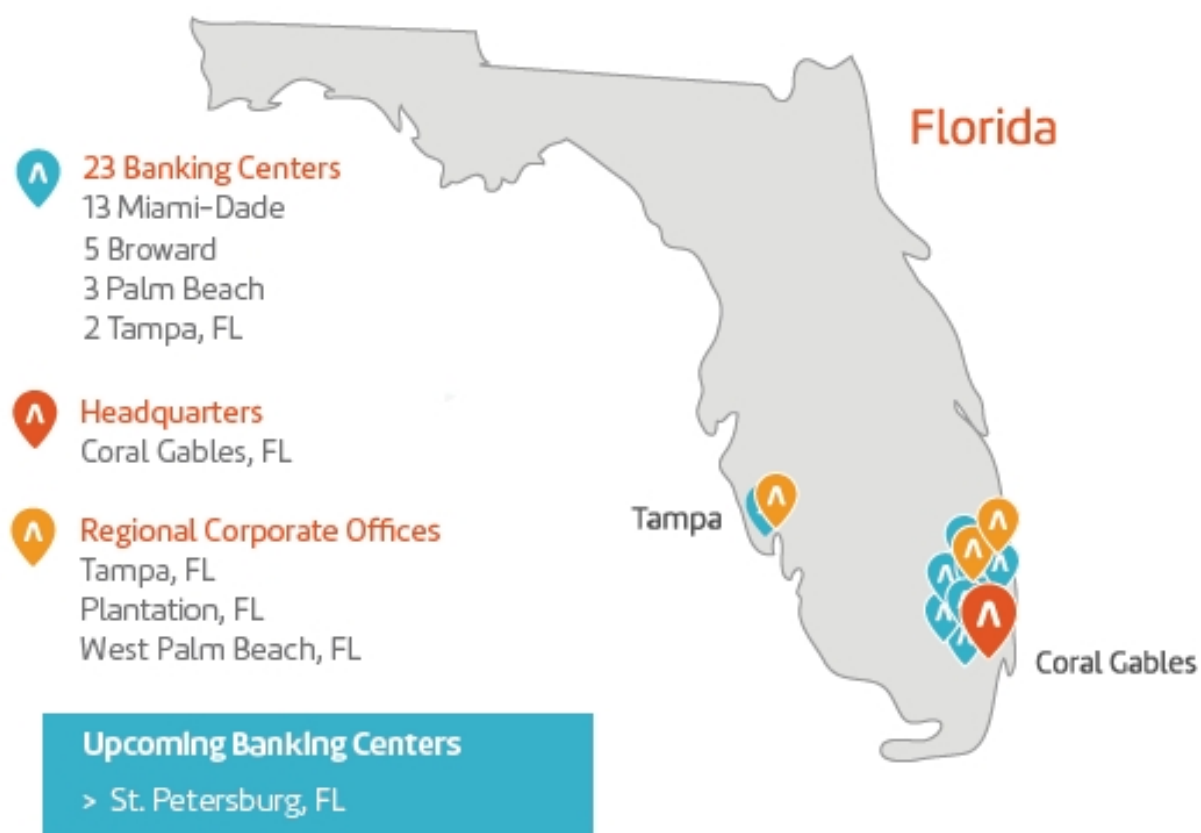 Florida
23 Banking Centers
13 Miami-Dade
5 Broward
3 Palm Beach
2 Tampa, FL
Headquarters
Coral Gables, FL
Regional Corporate Offices
Tampa, FL
Plantation, FL
West Palm Beach, FL
Tampa
Coral Gables
Upcoming Banking Centers
> St. Petersburg, FL